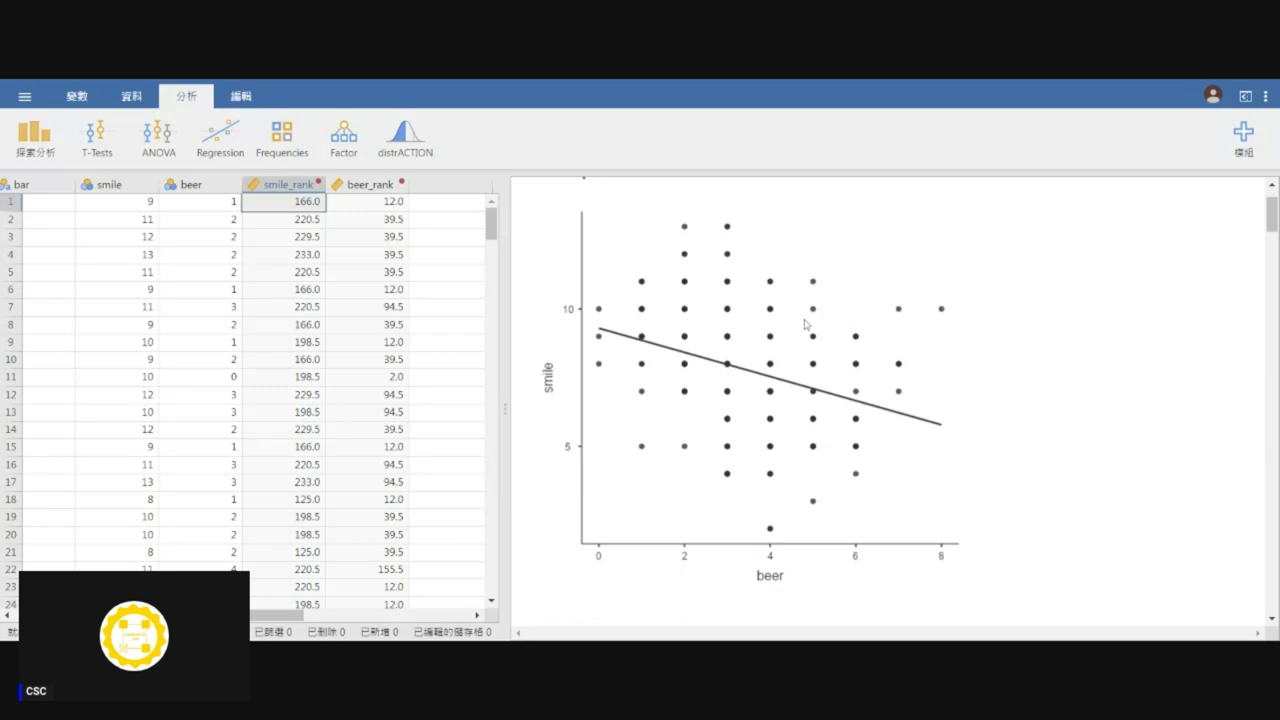 變數 資料 分析 編輯
探索分析 T-Tests ANOVA Regression Frequencies Factor distrACTION 模組
bar smile beer smile_rank beer_rank
1 9 1 166.0 12.0
2 11 2 220.5 39.5
3 12 2 229.5 39.5
4 13 2 233.0 39.5
5 11 2 220.5 39.5
6 9 1 166.0 12.0
7 11 3 220.5 94.5
8 9 2 166.0 39.5
9 10 1 198.5 12.0
10 9 2 166.0 39.5
11 10 0 198.5 2.0
12 12 3 229.5 94.5
13 10 3 198.5 94.5
14 12 2 229.5 39.5
15 9 1 166.0 12.0
16 11 3 220.5 94.5
17 13 3 233.0 94.5
18 8 1 125.0 12.0
19 10 2 198.5 39.5
20 10 2 198.5 39.5
21 8 2 125.0 39.5
22 11 4 220.5 155.5
23 220.5 12.0
24 198.5 12.0
就 已篩選 0 已刪除 0 已新增 0 已編輯的儲存格 0
10
smile
5
0 2 4 6 8
beer
CSC